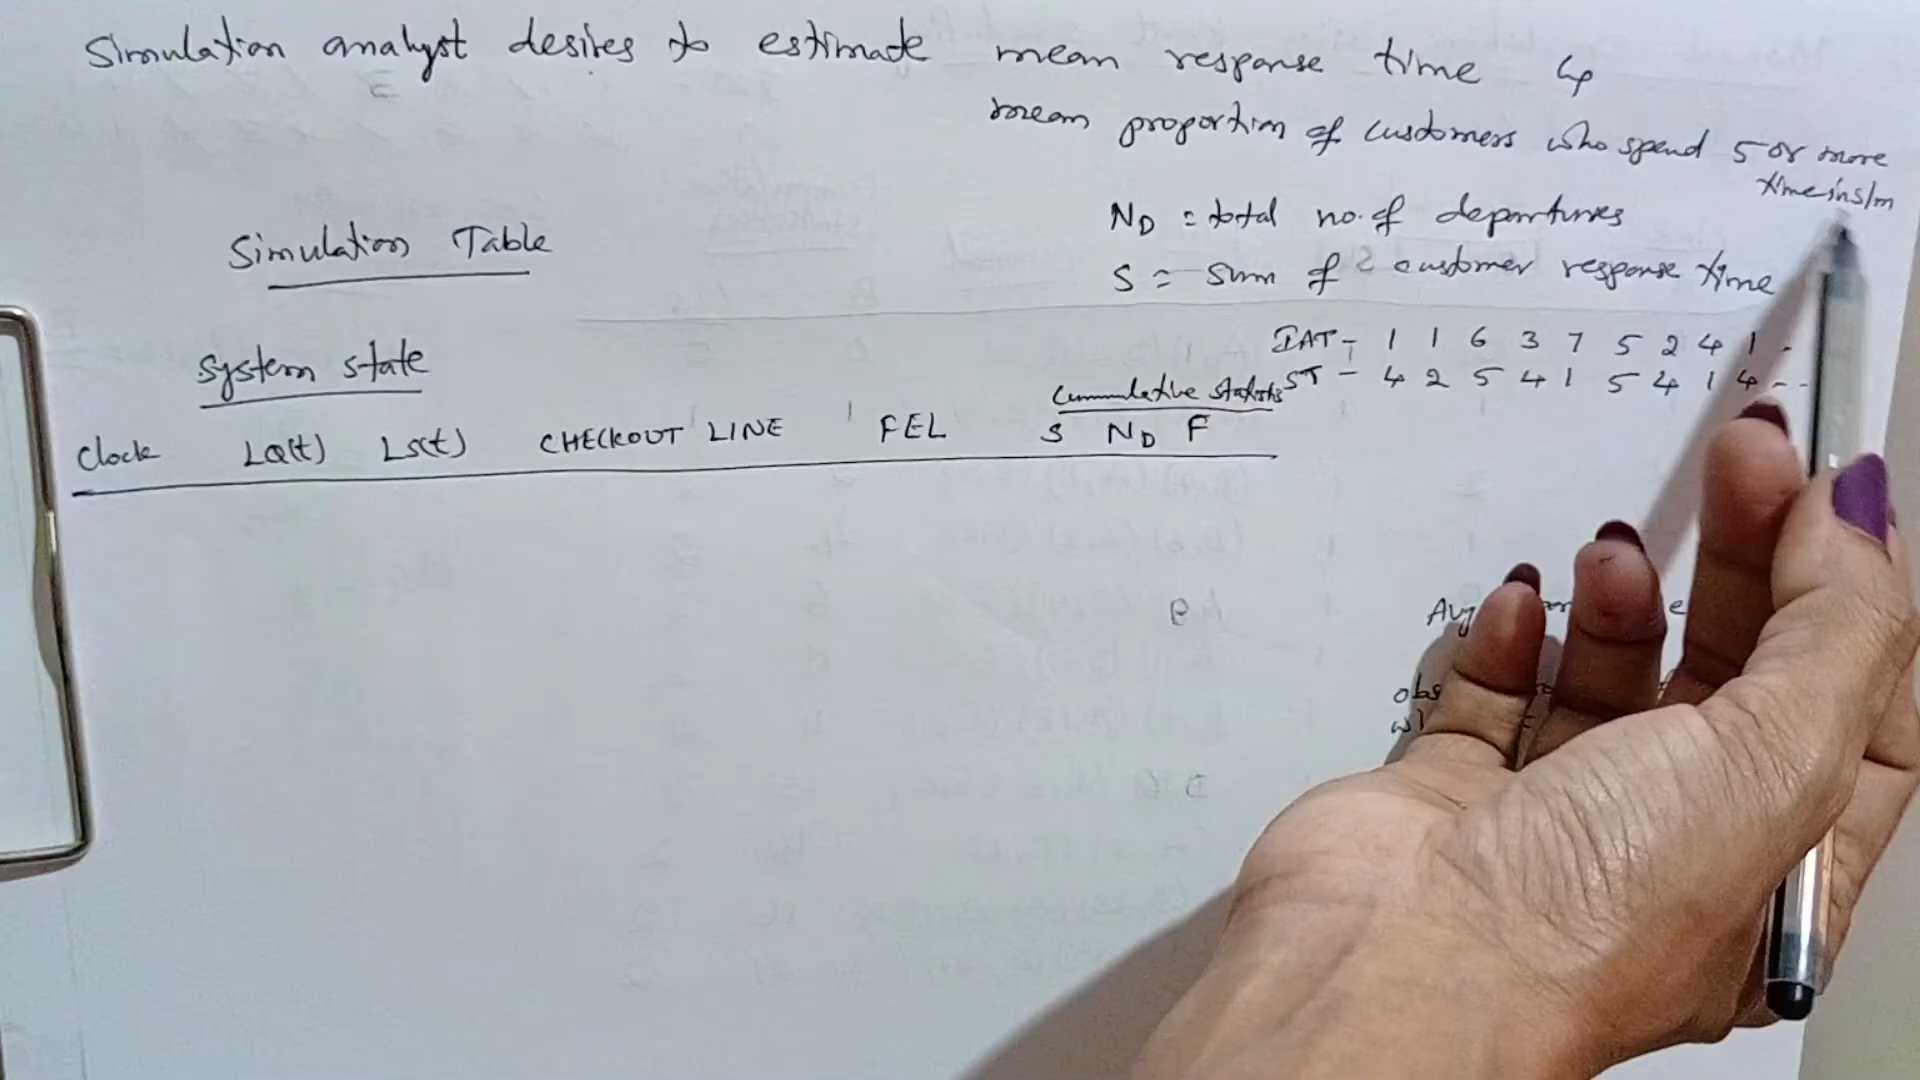 Simulation analyst desires to estimate mean response time &
mean proportion of customers who spend 5 or more
time in s/m
ND = total no. of departures
S = Sum of customer response time
Simulation Table
IAT - 1 1 6 3 7 5 2 4 1 ..
ST - 4 2 5 4 1 5 4 1 4 - -
System state
Cummulative Statistics
Clock LQ(t) LS(t) CHECKOUT LINE FEL S ND F
Avg
obs